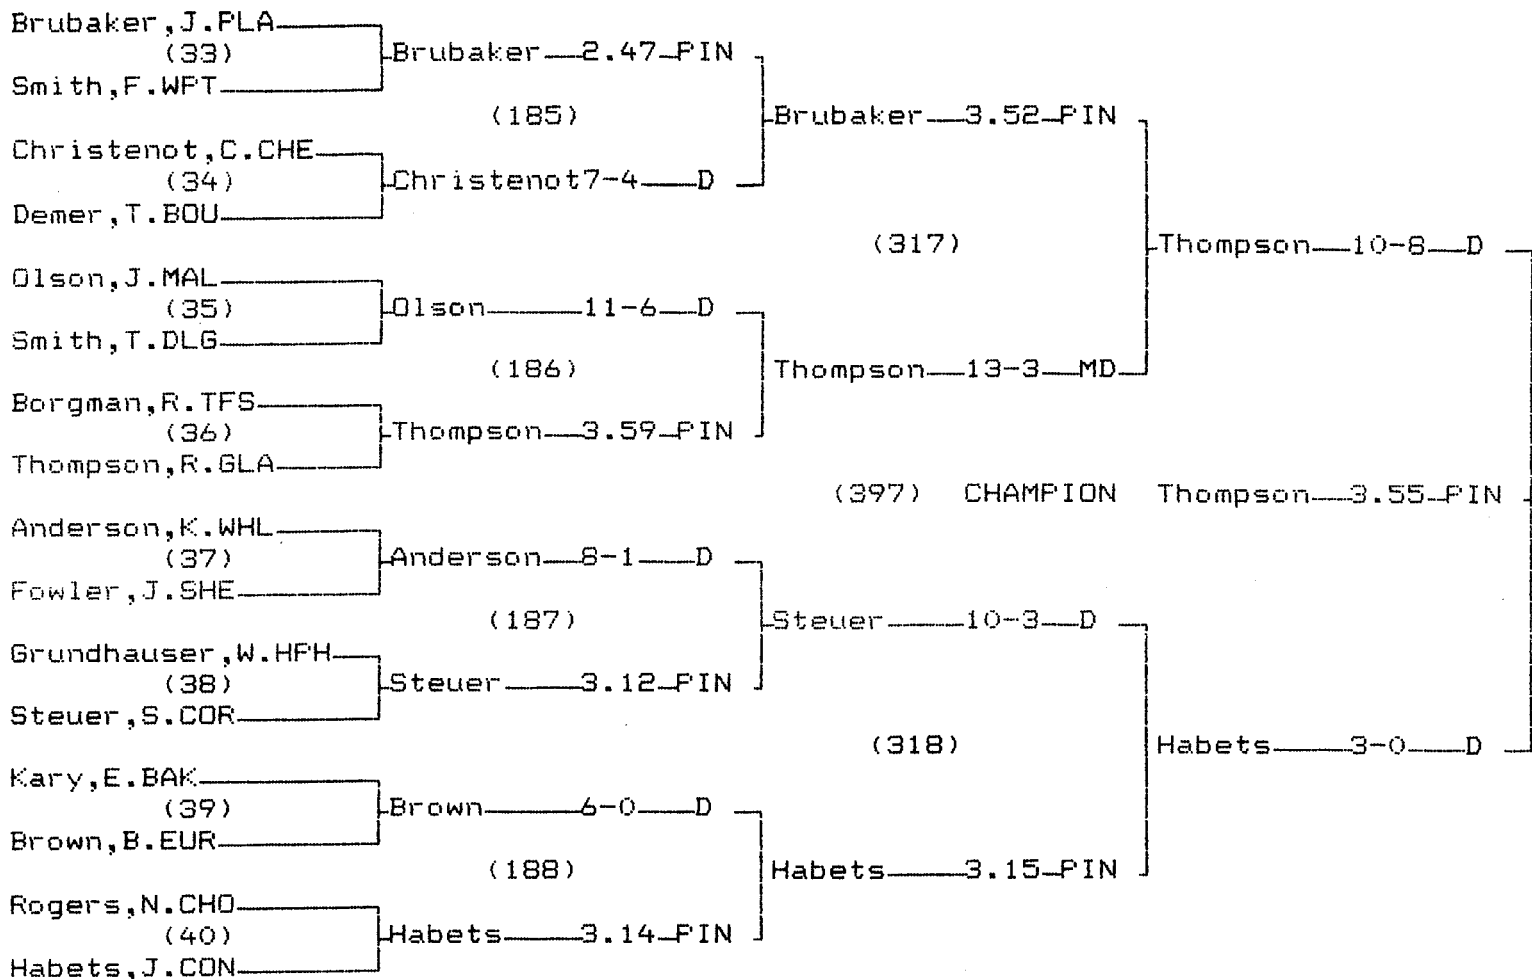 Brubaker,J.PLA
(33) Brubaker 2.47 PIN
Smith,F.WPT
(185) Brubaker 3.52 PIN
Christenot,C.CHE
(34) Christenot 7-4 D
Demer,T.BOU
(317) Thompson 10-8 D
Olson,J.MAL
(35) Olson 11-6 D
Smith,T.DLG
(186) Thompson 13-3 MD
Borgman,R.TFS
(36) Thompson 3.59 PIN
Thompson,R.GLA
(397) CHAMPION Thompson 3.55 PIN
Anderson,K.WHL
(37) Anderson 8-1 D
Fowler,J.SHE
(187) Steuer 10-3 D
Grundhauser,W.HPH
(38) Steuer 3.12 PIN
Steuer,S.COR
(318) Habets 3-0 D
Kary,E.BAK
(39) Brown 6-0 D
Brown,B.EUR
(188) Habets 3.15 PIN
Rogers,N.CHO
(40) Habets 3.14 PIN
Habets,J.CON